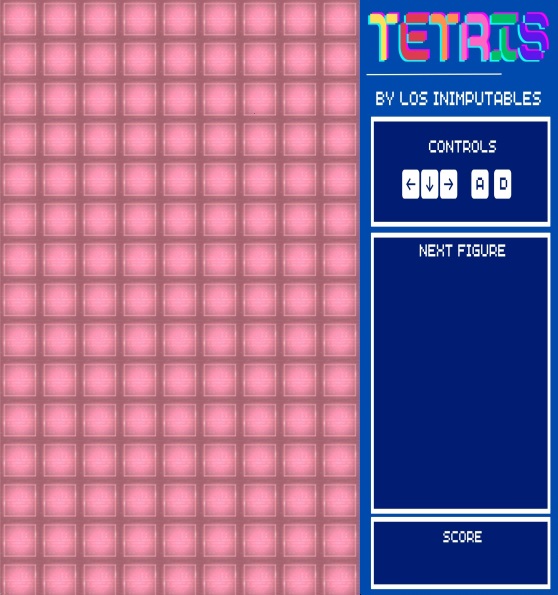 TETRIS
BY LOS INIMPUTABLES
CONTROLS
← ↓ → A D
NEXT FIGURE
SCORE